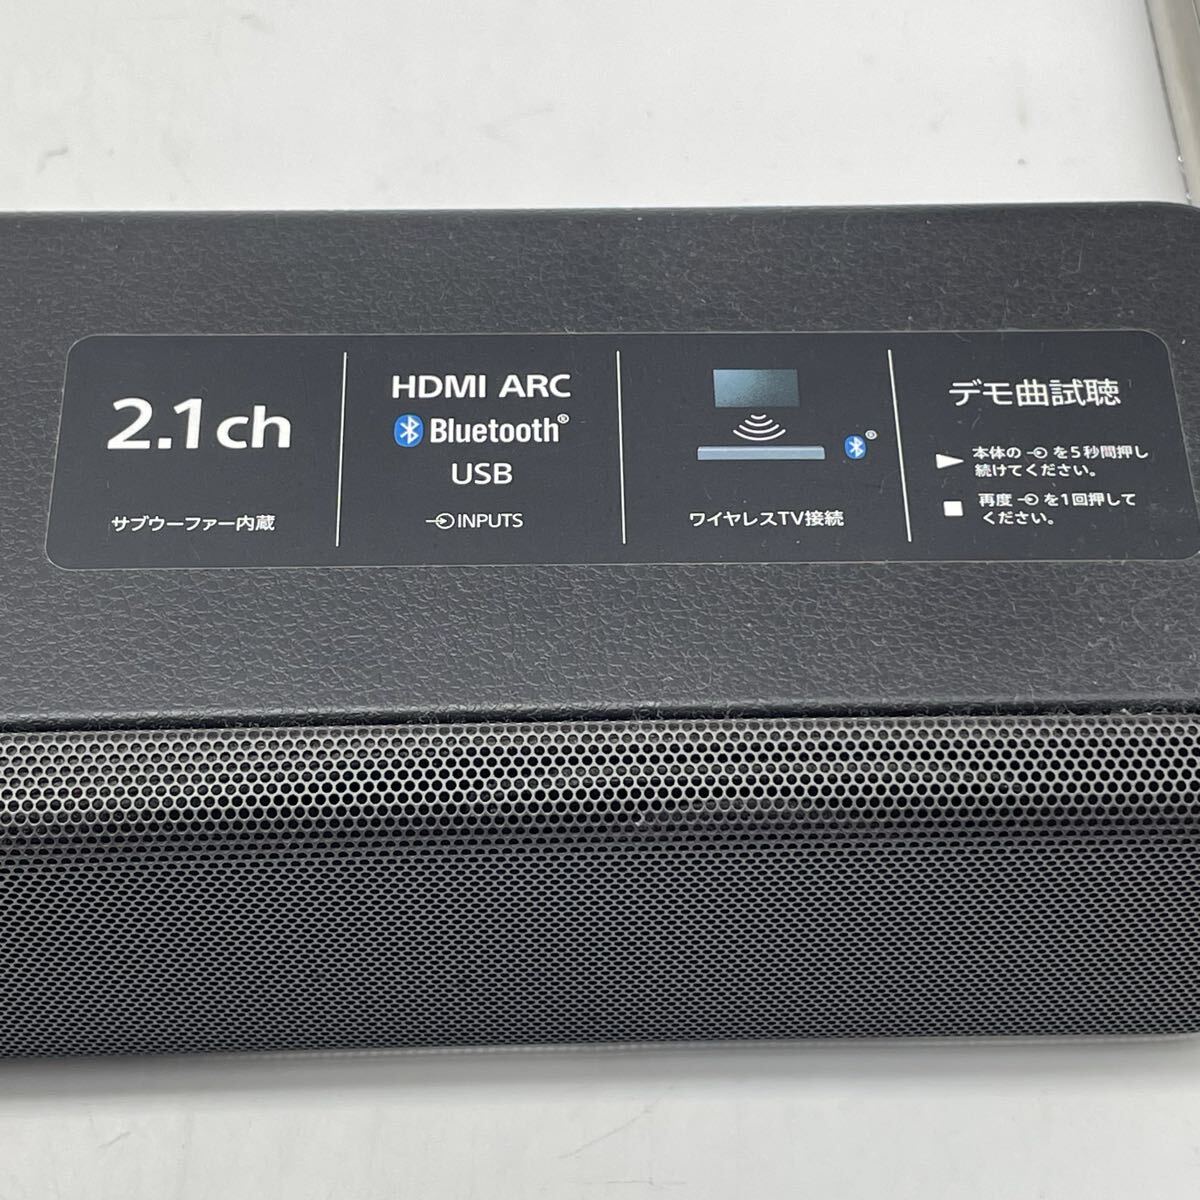 2.1ch
サブウーファー内蔵
HDMI ARC
Bluetooth®
USB
INPUTS
®
ワイヤレスTV接続
デモ曲試聴
本体の を5秒間押し
続けてください。
再度 を1回押して
ください。